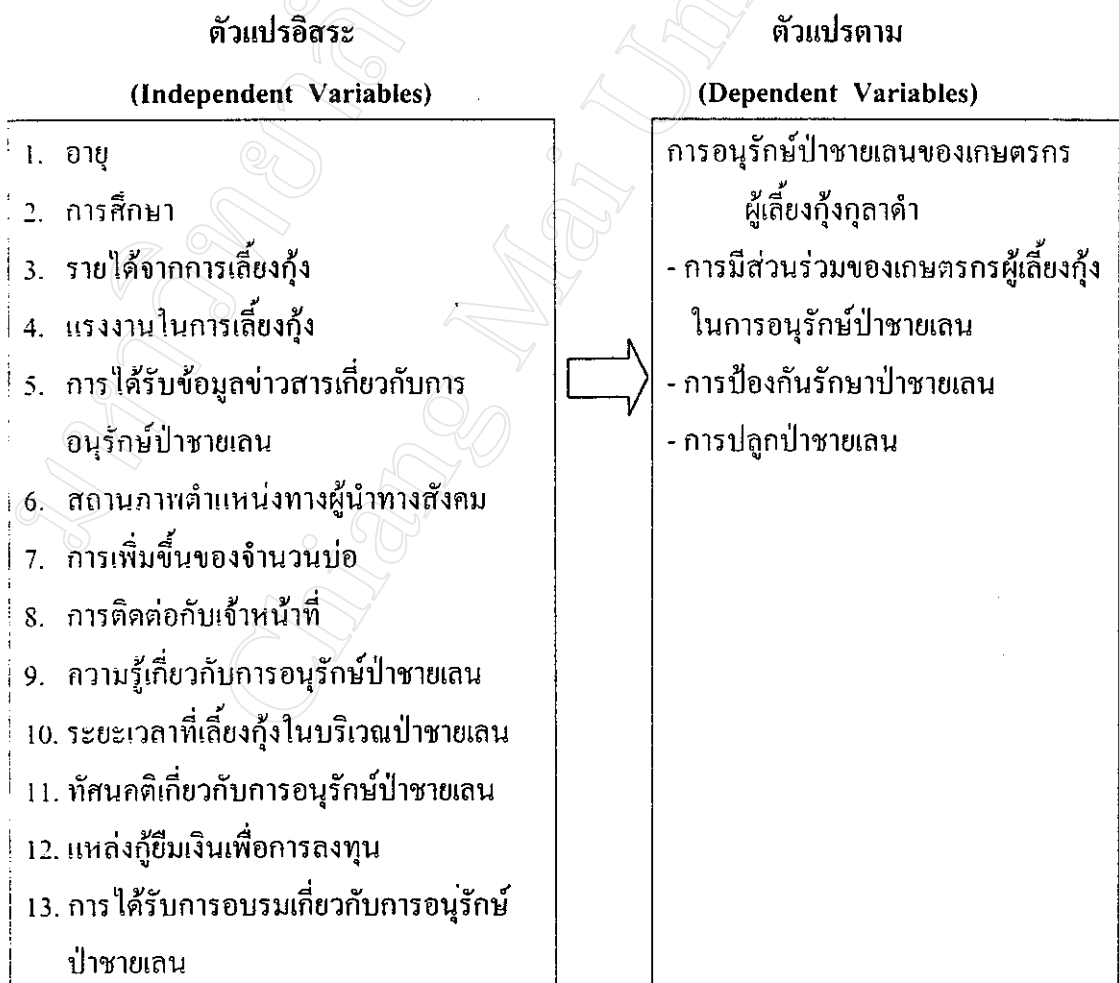 ตัวแปรอิสระ
(Independent Variables)
1. อายุ
2. การศึกษา
3. รายได้จากการเลี้ยงกุ้ง
4. แรงงานในการเลี้ยงกุ้ง
5. การได้รับข้อมูลข่าวสารเกี่ยวกับการ
อนุรักษ์ป่าชายเลน
6. สถานภาพตำแหน่งทางผู้นำทางสังคม
7. การเพิ่มขึ้นของจำนวนบ่อ
8. การติดต่อกับเจ้าหน้าที่
9. ความรู้เกี่ยวกับการอนุรักษ์ป่าชายเลน
10. ระยะเวลาที่เลี้ยงกุ้งในบริเวณป่าชายเลน
11. ทัศนคติเกี่ยวกับการอนุรักษ์ป่าชายเลน
12. แหล่งกู้ยืมเงินเพื่อการลงทุน
13. การได้รับการอบรมเกี่ยวกับการอนุรักษ์
ป่าชายเลน
ตัวแปรตาม
(Dependent Variables)
การอนุรักษ์ป่าชายเลนของเกษตรกร
ผู้เลี้ยงกุ้งกุลาดำ
- การมีส่วนร่วมของเกษตรกรผู้เลี้ยงกุ้ง
ในการอนุรักษ์ป่าชายเลน
- การป้องกันรักษาป่าชายเลน
- การปลูกป่าชายเลน
Chiang Mai Uni